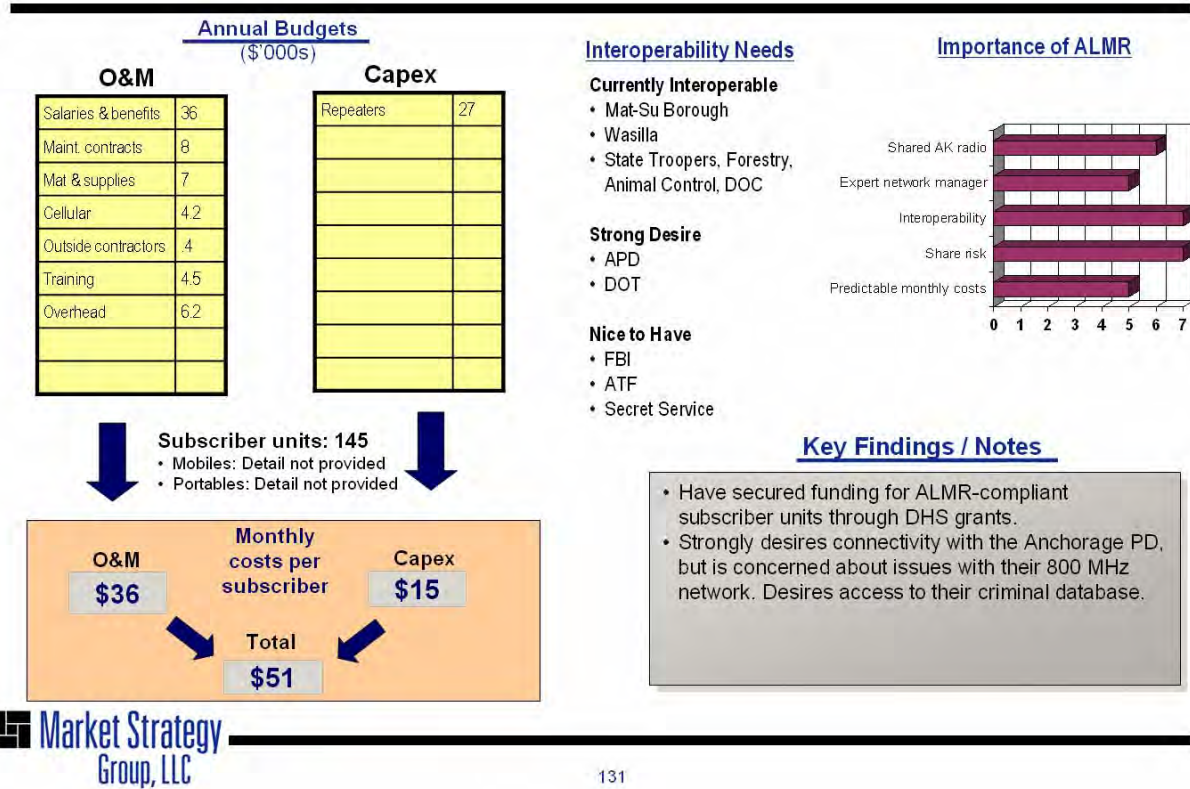 Annual Budgets
($'000s)
O&M
Salaries & benefits 36
Maint. contracts 8
Mat & supplies 7
Cellular 4.2
Outside contractors .4
Training 4.5
Overhead 6.2
Capex
Repeaters 27
Subscriber units: 145
• Mobiles: Detail not provided
• Portables: Detail not provided
Monthly
costs per
subscriber
O&M
$36
Capex
$15
Total
$51
Interoperability Needs
Currently Interoperable
• Mat-Su Borough
• Wasilla
• State Troopers, Forestry,
Animal Control, DOC
Strong Desire
• APD
• DOT
Nice to Have
• FBI
• ATF
• Secret Service
Importance of ALMR
Shared AK radio
Expert network manager
Interoperability
Share risk
Predictable monthly costs
0 1 2 3 4 5 6 7
Key Findings / Notes
• Have secured funding for ALMR-compliant
subscriber units through DHS grants.
• Strongly desires connectivity with the Anchorage PD,
but is concerned about issues with their 800 MHz
network. Desires access to their criminal database.
Market Strategy
Group, LLC
131